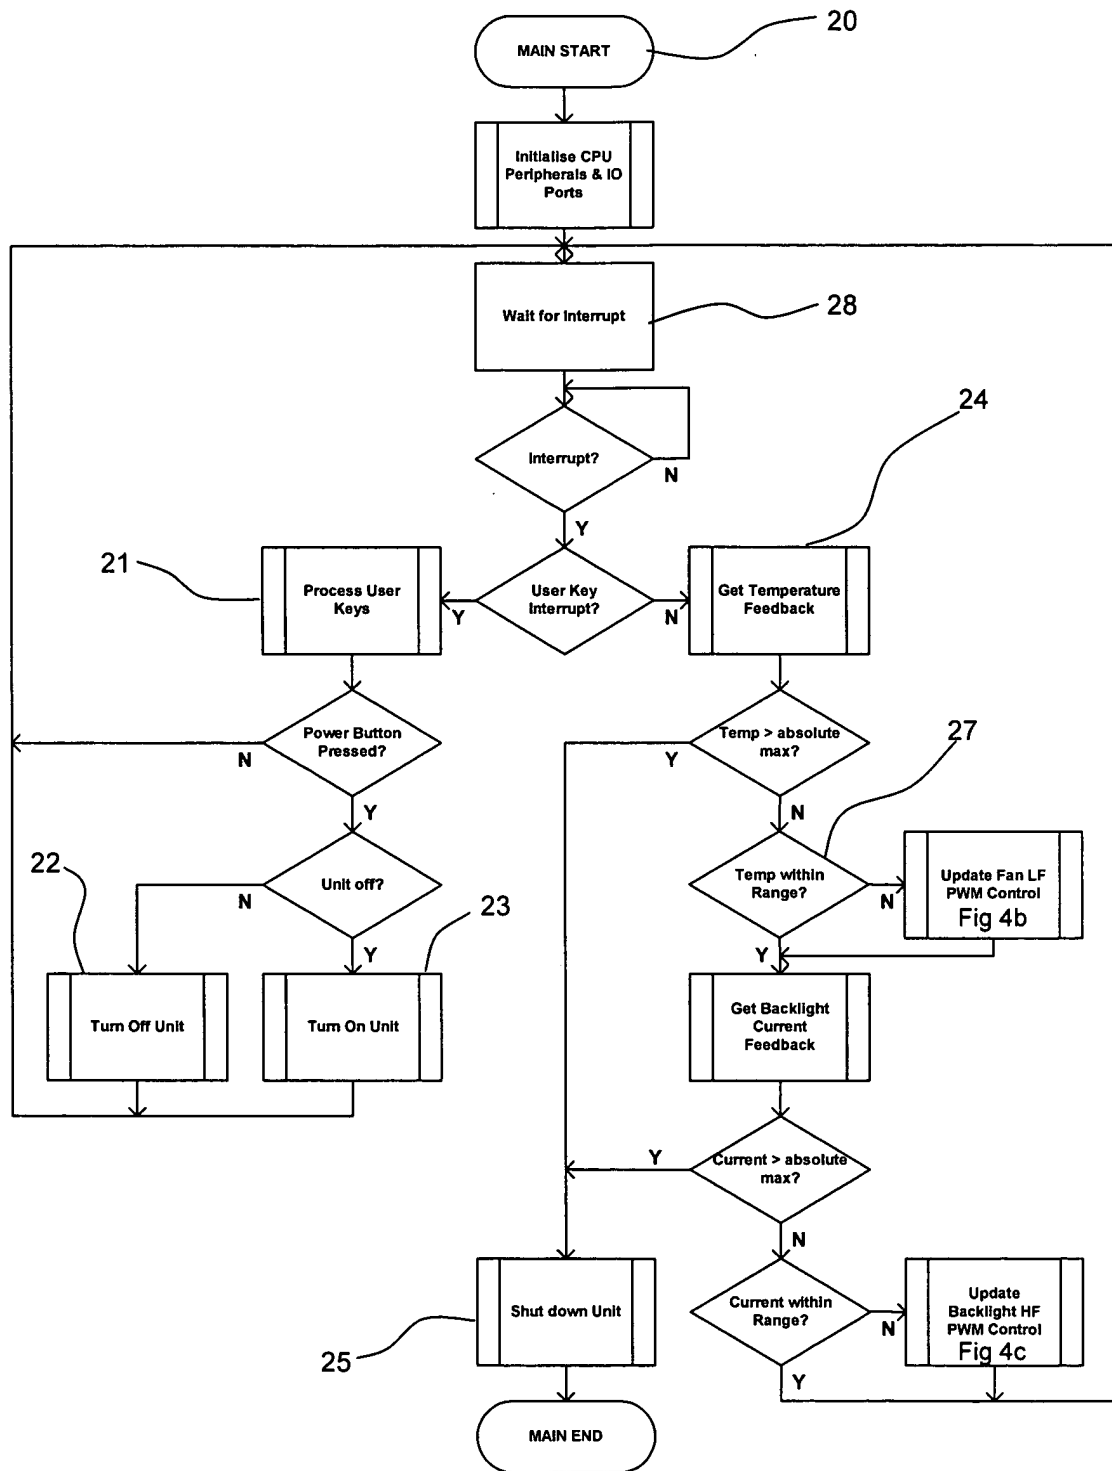 20
MAIN START
Initialise CPU
Peripherals & IO
Ports
Wait for Interrupt
28
24
Interrupt?
N
Y
21
Process User
Keys
Y
User Key
Interrupt?
N
Get Temperature
Feedback
Power Button
Pressed?
N
Y
Temp > absolute
max?
Y
N
27
22
Unit off?
N
Y
23
Temp within
Range?
N
Y
Update Fan LF
PWM Control
Fig 4b
Turn Off Unit
Turn On Unit
Get Backlight
Current
Feedback
Y
Current > absolute
max?
N
Shut down Unit
25
Current within
Range?
N
Y
Update
Backlight HF
PWM Control
Fig 4c
MAIN END